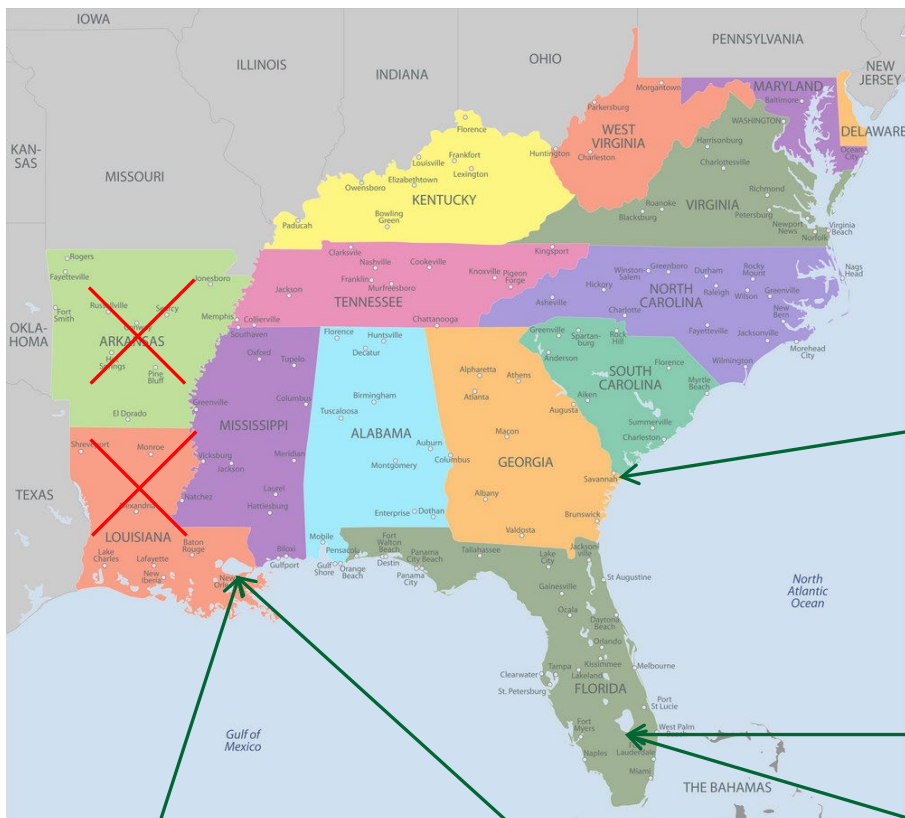 IOWA
PENNSYLVANIA
ILLINOIS
INDIANA
OHIO
NEW
JERSEY
Morgantown
MARYLAND
Baltimore
Parkersburg
WASHINGTON
DELAWARE
Ocean
City
Florence
WEST
VIRGINIA
Huntington
Charleston
Harrisonburg
Charlottesville
KAN-
SAS
MISSOURI
Louisville
Frankfort
Lexington
Elizabethtown
Owensboro
KENTUCKY
Bowling
Green
Paducah
Richmond
Roanoke
VIRGINIA
Blacksburg
Petersburg
Newport
News
Norfolk
Virginia
Beach
Clarksvile
Kingsport
Nags
Head
Rogers
Fayetteville
Jonesboro
Nashville
Cookeville
Franklin
Murfreesboro
Knoxville
Pigeon
Forge
Jackson
TENNESSEE
Memphis
Collierville
Chattanooga
Winston-
Salem
Greenboro
Durham
Rocky
Mount
Hickory
NORTH
CAROLINA
Raleigh
Wilson
Greenville
Asheville
New
Bern
Chadotte
Fayetteville
Jacksonville
Morehead
City
Wilmington
OKLA-
HOMA
Fort
Smith
Russellville
Searcy
ARKANSAS
Hot
Springs
Pine
Bluff
El Dorado
Southaven
Oxford
Tupelo
Columbus
Greenville
MISSISSIPPI
Vicksburg
Jackson
Meridian
Natchez
Laurel
Hattiesburg
Biloxi
Gulfport
Florence
Huntsville
Decatur
Birmingham
Tuscaloosa
ALABAMA
Auburn
Montgomery
Enterprise
Dothan
Mobile
Gulf
Shore
Orange
Beach
Alpharetta
Athens
Atlanta
Augusta
Macon
Columbus
GEORGIA
Savannah
Albany
Brunswick
Valdosta
Greenville
Spartan-
burg
Rock
Hill
Anderson
SOUTH
CAROLINA
Florence
Aiken
Myrtle
Beach
Summerville
Charleston
TEXAS
Shreveport
Monroe
Alexandria
LOUISIANA
Baton
Rouge
Lake
Charles
Lafayette
New
Iberia
New
Pensacola
Fort
Walton
Beach
Destin
Panama
City Beach
Panama
City
Tallahassee
Lake
City
Jacksonville
St Augustine
Gainesville
Ocala
Daytona
Beach
Orlando
Kissimmee
Melbourne
Clearwater
Tampa
Lakeland
St. Petersburg
FLORIDA
Port
St Lucie
Fort
Myers
West Palm
Naples
Lauderdale
Miami
North
Atlantic
Ocean
Gulf of
Mexico
THE BAHAMAS